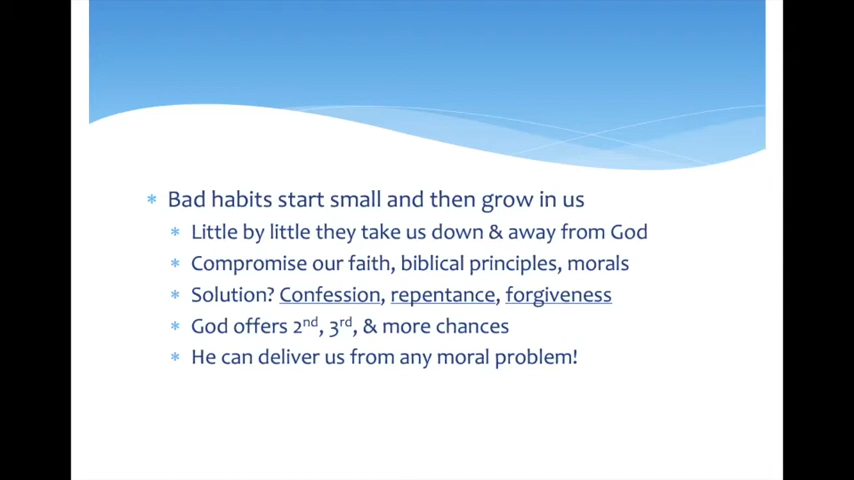 * Bad habits start small and then grow in us
* Little by little they take us down & away from God
* Compromise our faith, biblical principles, morals
* Solution? Confession, repentance, forgiveness
* God offers 2nd, 3rd, & more chances
* He can deliver us from any moral problem!